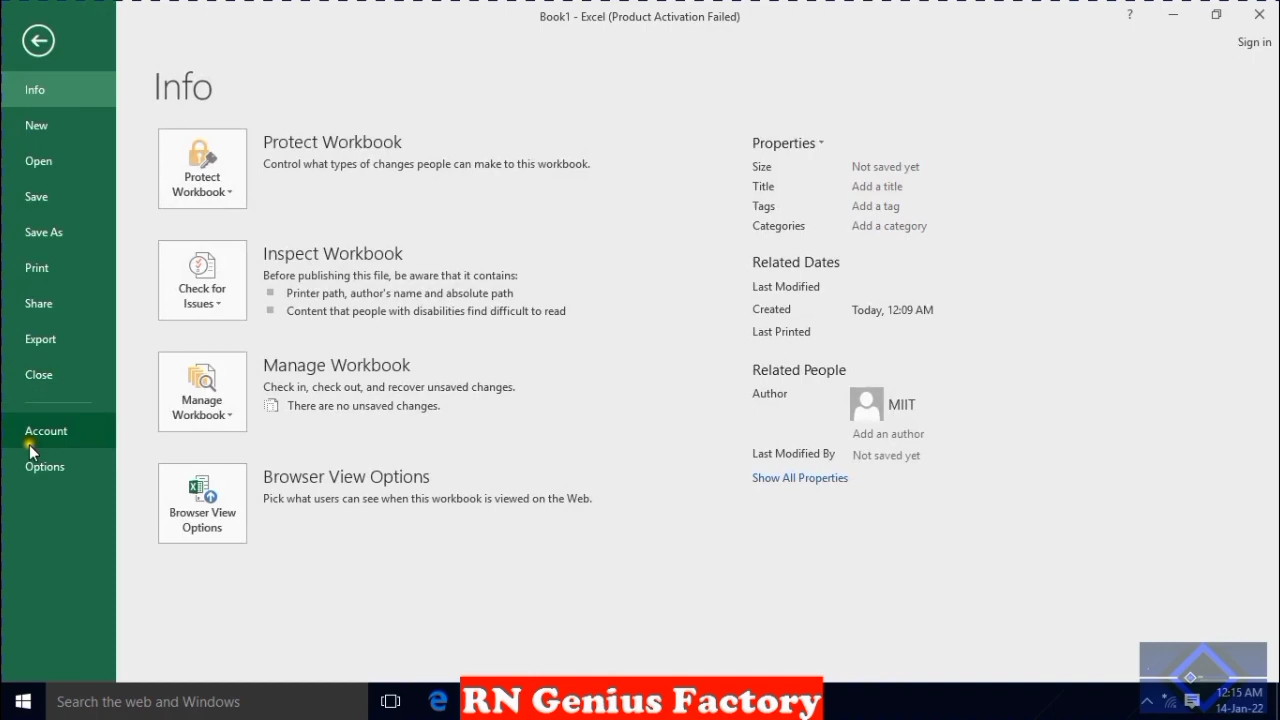 Book1 - Excel (Product Activation Failed)
?
Sign in
Info
New
Open
Save
Save As
Print
Share
Export
Close
Account
Options
Info
Protect Workbook
Protect Workbook
Control what types of changes people can make to this workbook.
Check for Issues
Inspect Workbook
Before publishing this file, be aware that it contains:
Printer path, author's name and absolute path
Content that people with disabilities find difficult to read
Manage Workbook
Manage Workbook
Check in, check out, and recover unsaved changes.
There are no unsaved changes.
Browser View Options
Browser View Options
Pick what users can see when this workbook is viewed on the Web.
Properties
Size Not saved yet
Title Add a title
Tags Add a tag
Categories Add a category
Related Dates
Last Modified
Created Today, 12:09 AM
Last Printed
Related People
Author MIIT
Add an author
Last Modified By Not saved yet
Show All Properties
Search the web and Windows
RN Genius Factory
12:15 AM
14-Jan-22